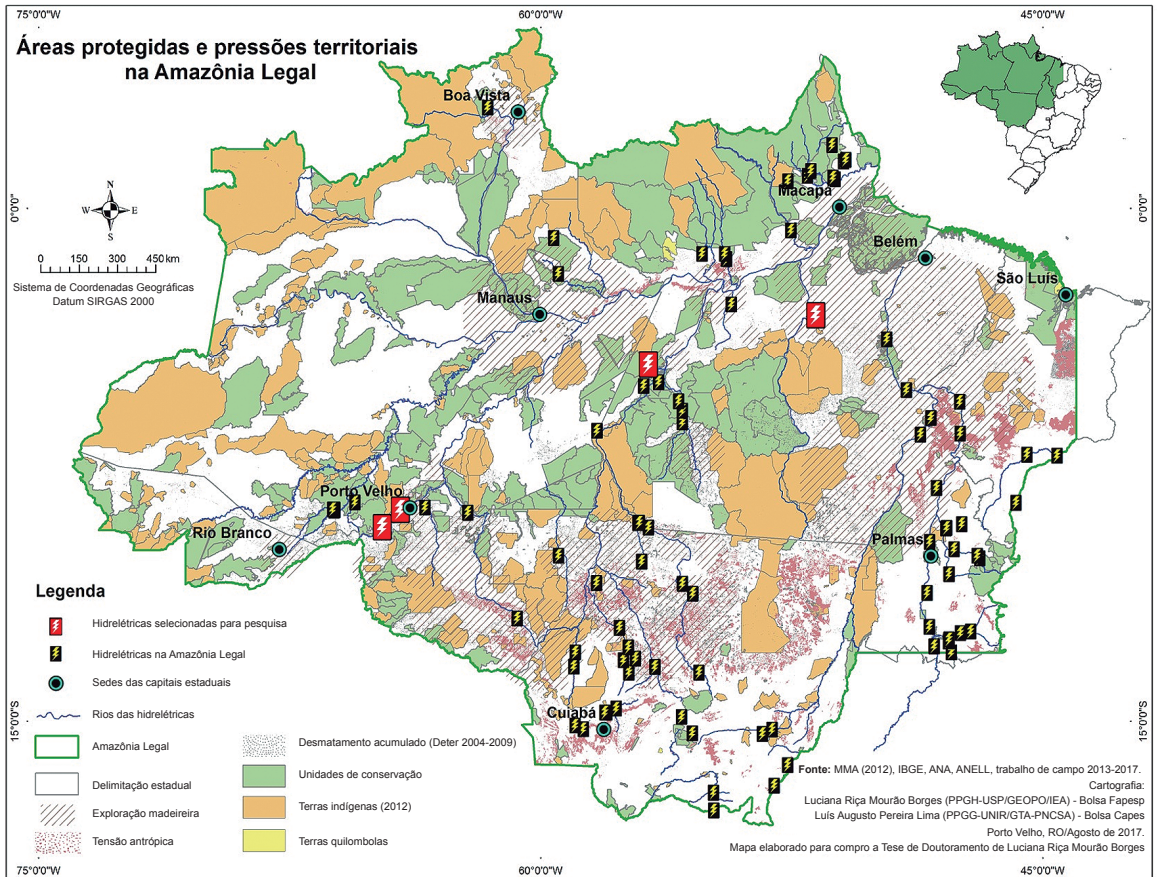 75°0'0"W
60°0'0"W
45°0'0"W
Áreas protegidas e pressões territoriais
na Amazônia Legal
Boa Vista
Macapá
Belém
São Luís
Manaus
Porto Velho
Rio Branco
Palmas
Cuiabá
N
W E
S
0 150 300 450 km
Sistema de Coordenadas Geográficas
Datum SIRGAS 2000
0°0'0"
0°0'0"
15°0'0"S
15°0'0"S
Legenda
Hidrelétricas selecionadas para pesquisa
Hidrelétricas na Amazônia Legal
Sedes das capitais estaduais
Rios das hidrelétricas
Amazônia Legal
Delimitação estadual
Exploração madeireira
Tensão antrópica
Desmatamento acumulado (Deter 2004-2009)
Unidades de conservação
Terras indígenas (2012)
Terras quilombolas
Fonte: MMA (2012), IBGE, ANA, ANELL, trabalho de campo 2013-2017.
Cartografia:
Luciana Riça Mourão Borges (PPGH-USP/GEOPO/IEA) - Bolsa Fapesp
Luís Augusto Pereira Lima (PPGG-UNIR/GTA-PNCSA) - Bolsa Capes
Porto Velho, RO/Agosto de 2017.
Mapa elaborado para compro a Tese de Doutoramento de Luciana Riça Mourão Borges
75°0'0"W
60°0'0"W
45°0'0"W